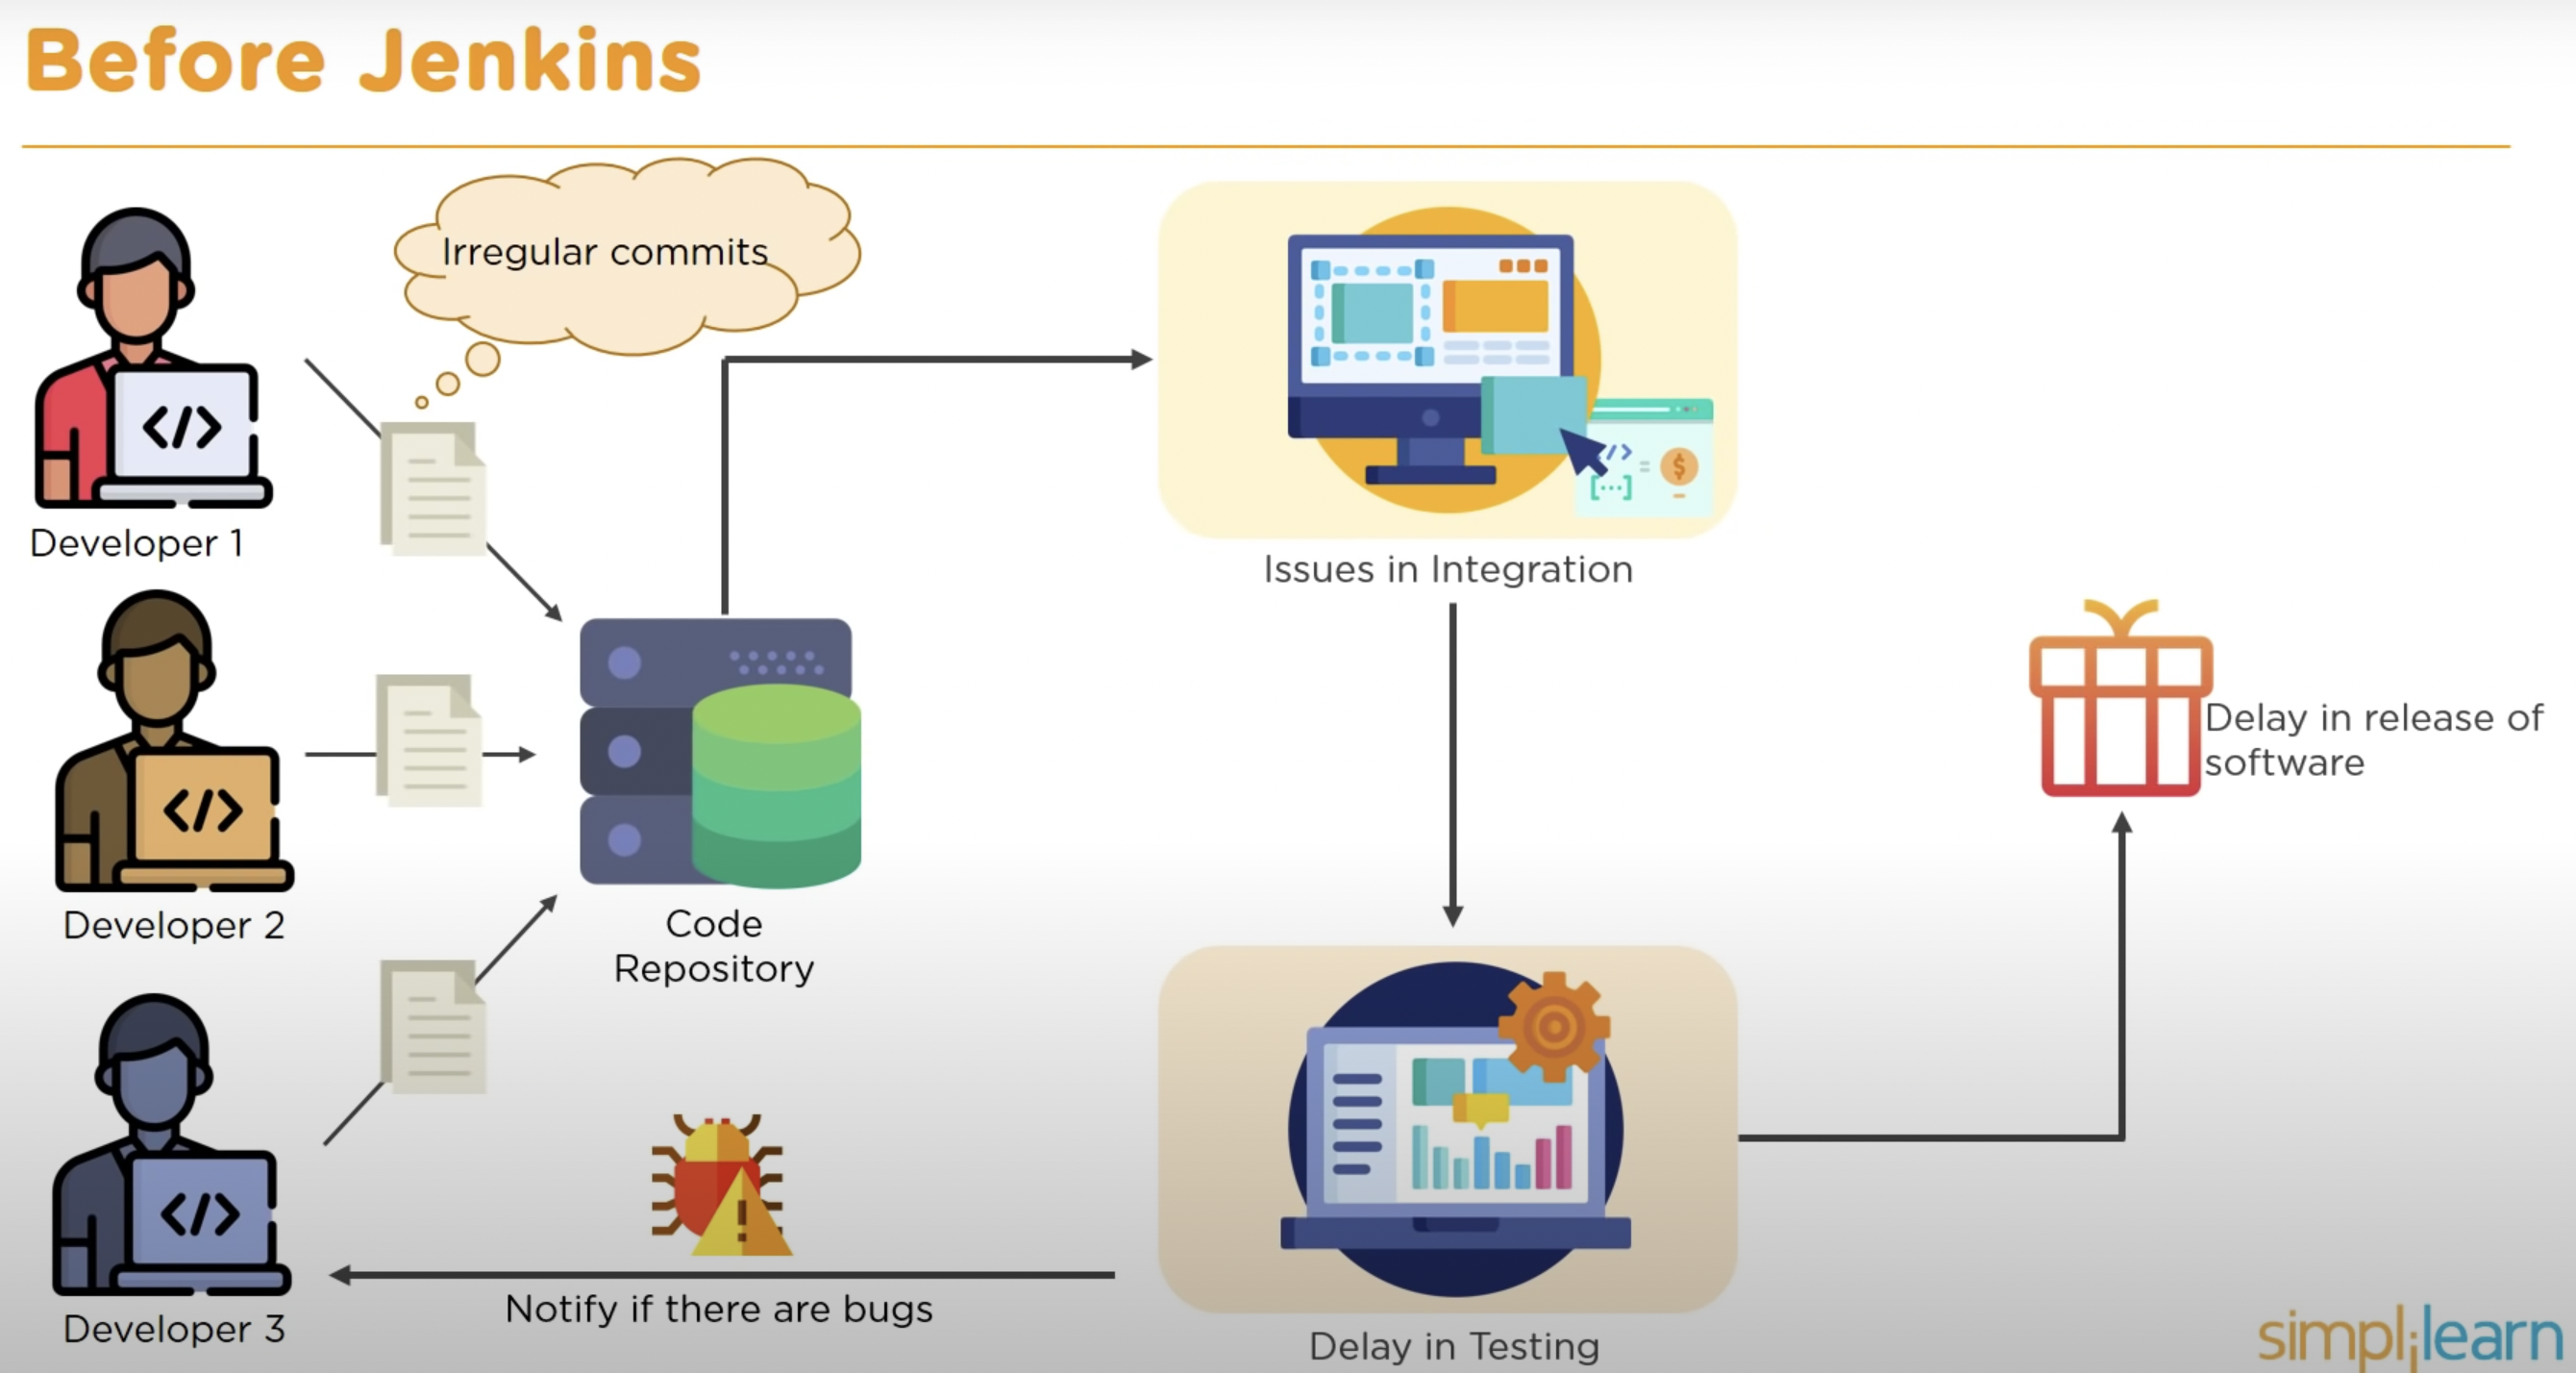 Before Jenkins
Irregular commits
Developer 1
Issues in Integration
Developer 2
Code
Repository
Delay in release of
software
Developer 3
Notify if there are bugs
Delay in Testing
simplilearn